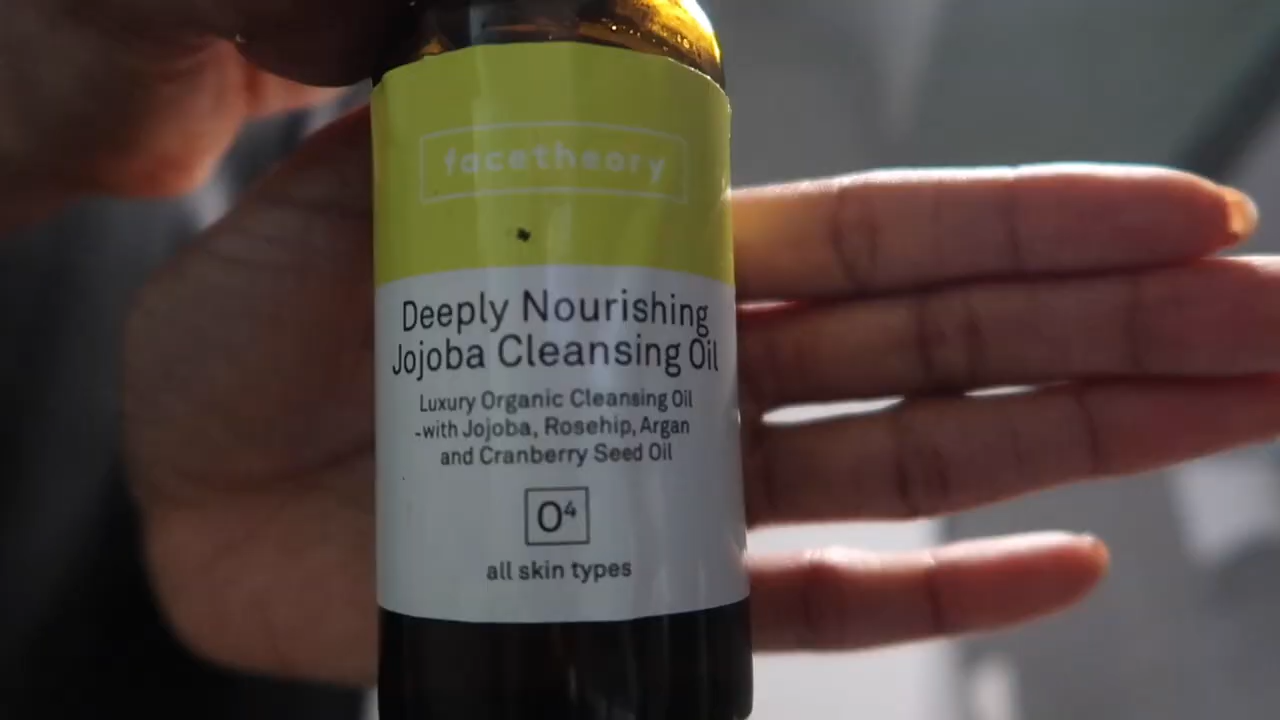 facetheory
Deeply Nourishing
Jojoba Cleansing Oil
Luxury Organic Cleansing Oil
-with Jojoba, Rosehip, Argan
and Cranberry Seed Oil
O⁴
all skin types